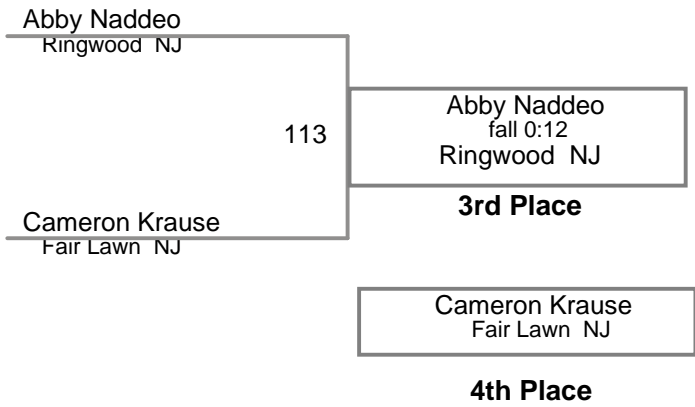 Abby Naddeo
Ringwood NJ
113
Abby Naddeo
fall 0:12
Ringwood NJ
3rd Place
Cameron Krause
Fair Lawn NJ
Cameron Krause
Fair Lawn NJ
4th Place